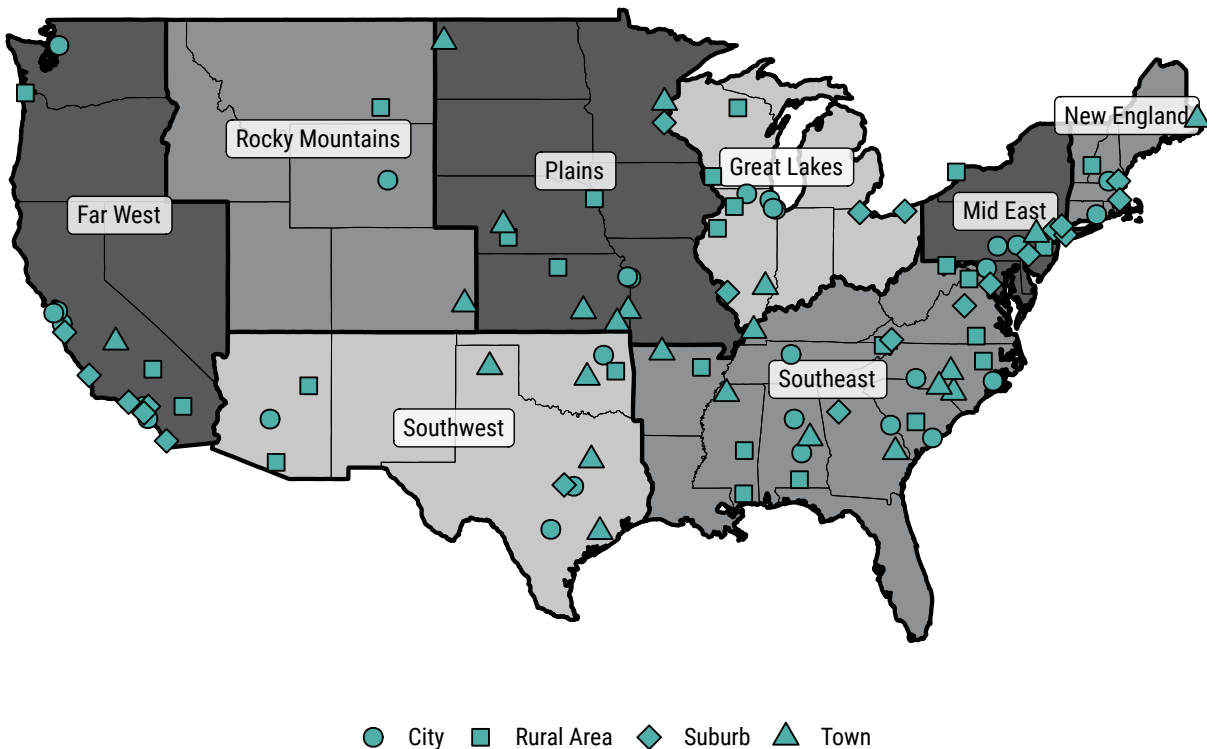 New England
Rocky Mountains
Great Lakes
Plains
Far West
Mid East
Southeast
Southwest
City
Rural Area
Suburb
Town